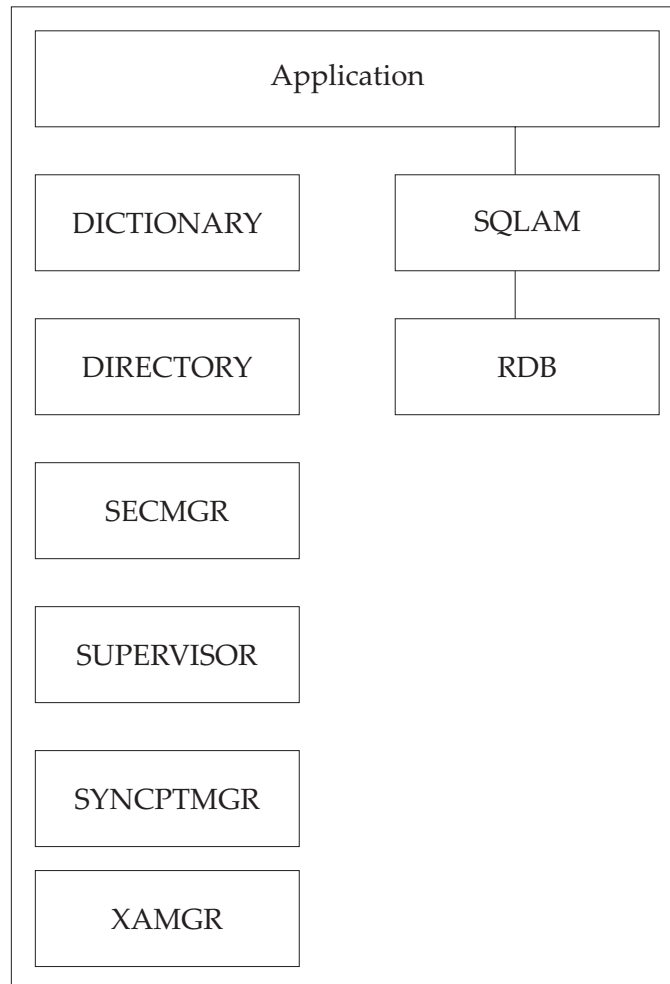 Application
DICTIONARY
SQLAM
DIRECTORY
RDB
SECMGR
SUPERVISOR
SYNCPTMGR
XAMGR